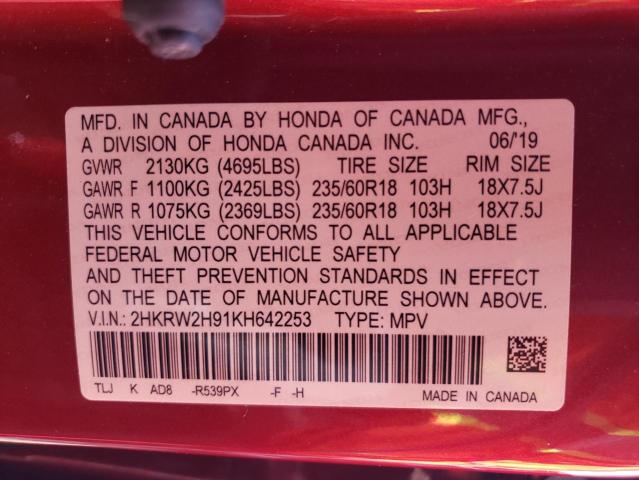 MFD. IN CANADA BY HONDA OF CANADA MFG.,
A DIVISION OF HONDA CANADA INC. 06/'19
GVWR 2130KG (4695LBS) TIRE SIZE RIM SIZE
GAWR F 1100KG (2425LBS) 235/60R18 103H 18X7.5J
GAWR R 1075KG (2369LBS) 235/60R18 103H 18X7.5J
THIS VEHICLE CONFORMS TO ALL APPLICABLE
FEDERAL MOTOR VEHICLE SAFETY
AND THEFT PREVENTION STANDARDS IN EFFECT
ON THE DATE OF MANUFACTURE SHOWN ABOVE.
V.I.N.: 2HKRW2H91KH642253 TYPE: MPV
TLJ K AD8 -R539PX -F -H MADE IN CANADA